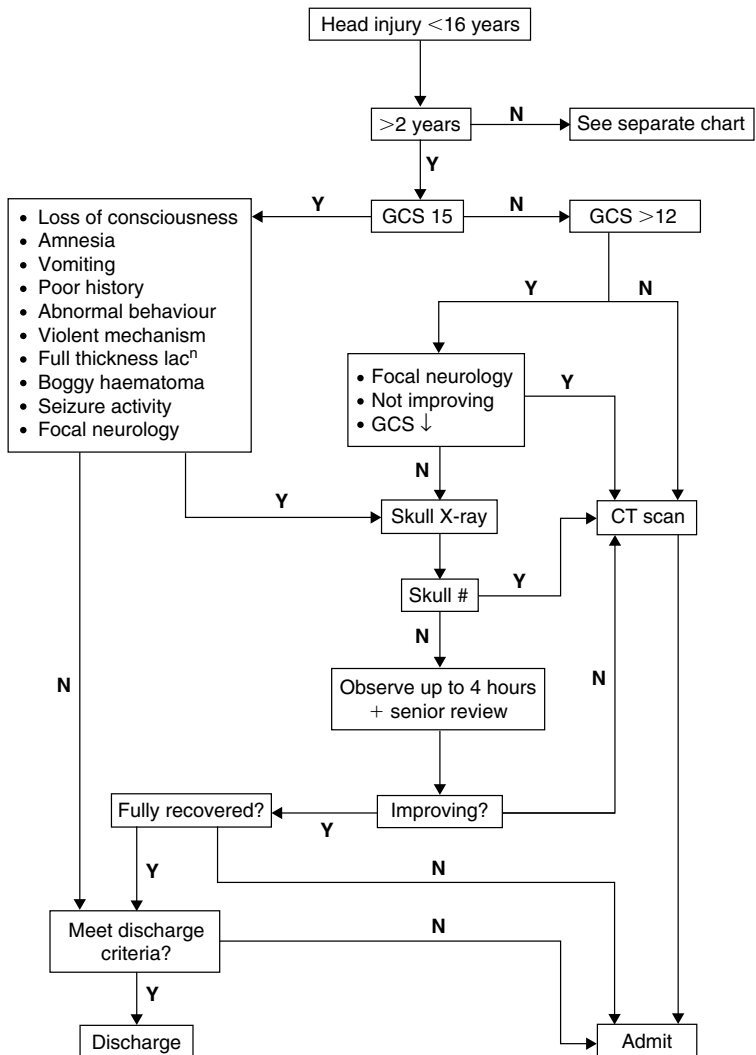 Head injury <16 years
>2 years
N
See separate chart
Y
Y
GCS 15
N
GCS >12
• Loss of consciousness
• Amnesia
• Vomiting
• Poor history
• Abnormal behaviour
• Violent mechanism
• Full thickness lacⁿ
• Boggy haematoma
• Seizure activity
• Focal neurology
Y
N
• Focal neurology
• Not improving
• GCS ↓
Y
N
Y
Skull X-ray
CT scan
Skull #
Y
N
N
Observe up to 4 hours
+ senior review
N
Fully recovered?
Y
Improving?
Y
N
Meet discharge
criteria?
N
Y
Discharge
Admit